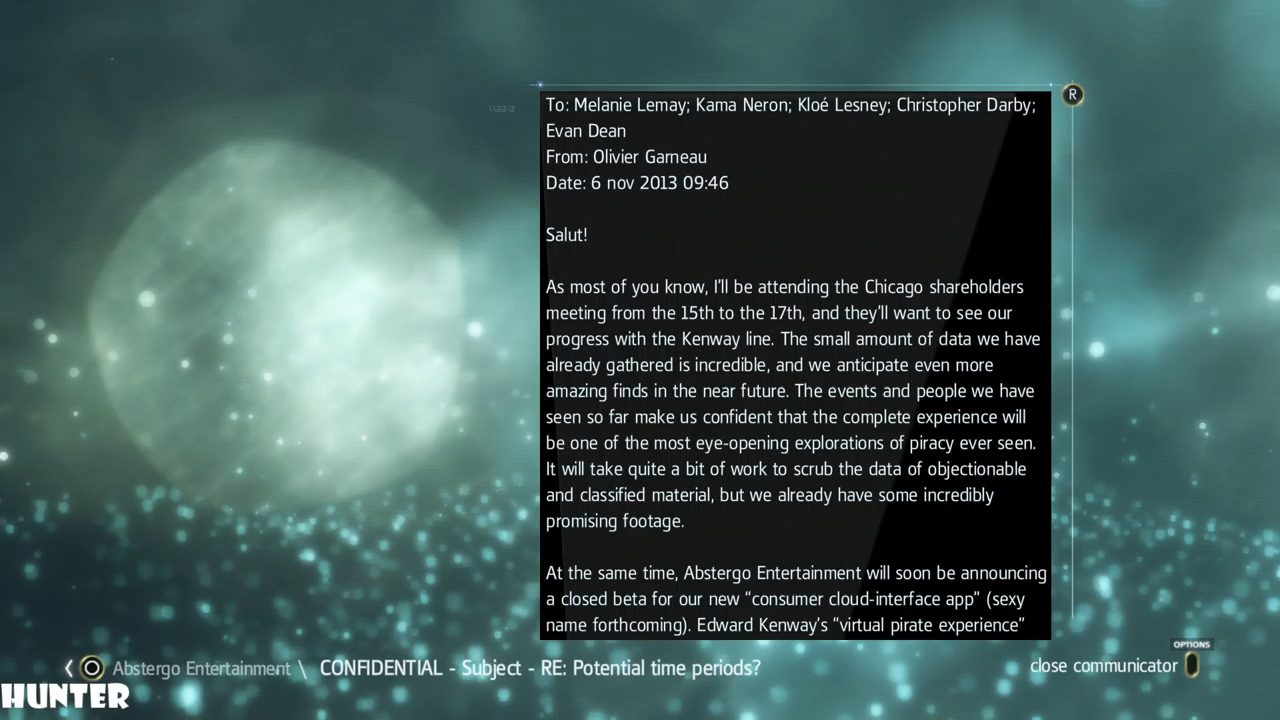 To: Melanie Lemay; Kama Neron; Kloé Lesney; Christopher Darby;
Evan Dean
From: Olivier Garneau
Date: 6 nov 2013 09:46
Salut!
As most of you know, I'll be attending the Chicago shareholders
meeting from the 15th to the 17th, and they'll want to see our
progress with the Kenway line. The small amount of data we have
already gathered is incredible, and we anticipate even more
amazing finds in the near future. The events and people we have
seen so far make us confident that the complete experience will
be one of the most eye-opening explorations of piracy ever seen.
It will take quite a bit of work to scrub the data of objectionable
and classified material, but we already have some incredibly
promising footage.
At the same time, Abstergo Entertainment will soon be announcing
a closed beta for our new “consumer cloud-interface app” (sexy
name forthcoming). Edward Kenway's “virtual pirate experience”
R
Abstergo Entertainment \ CONFIDENTIAL - Subject - RE: Potential time periods?
OPTIONS
close communicator
HUNTER